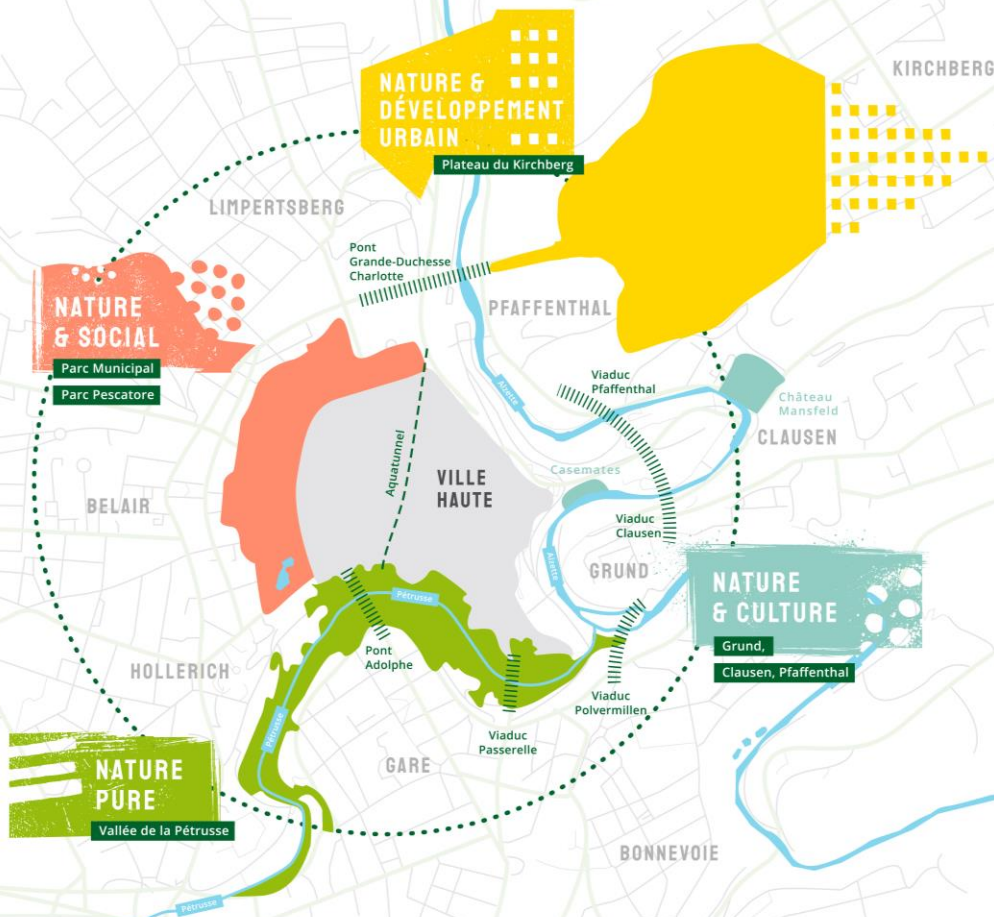 KIRCHBERG
NATURE &
DÉVELOPPEMENT
URBAIN
Plateau du Kirchberg
LIMPERTSBERG
Pont
Grande-Duchesse
Charlotte
PFAFFENTHAL
NATURE
& SOCIAL
Parc Municipal
Parc Pescatore
Viaduc
Pfaffenthal
Alzette
Château
Mansfeld
CLAUSEN
Aquatunnel
VILLE
HAUTE
Casemates
BELAIR
Viaduc
Clausen
Alzette
GRUND
NATURE
& CULTURE
Grund,
Clausen, Pfaffenthal
Pétrusse
Pont
Adolphe
HOLLERICH
Viaduc
Polvermillen
Viaduc
Passerelle
Pétrusse
GARE
NATURE
PURE
Vallée de la Pétrusse
BONNEVOIE
Pétrusse